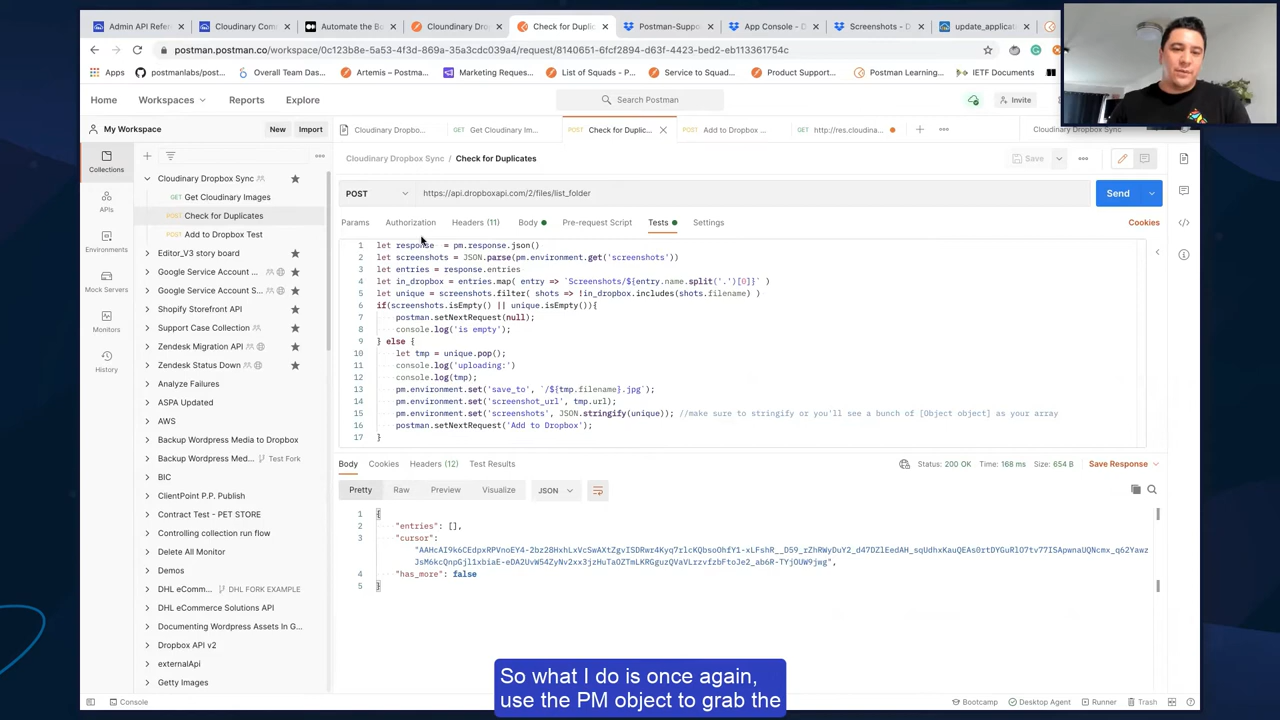 Admin API Refer
Cloudinary Com
Automate the Bo
Cloundinary Dro
Check for Duplic
Postman-Suppo
App Console - D
Screenshots - D
update_applicat
postman.postman.co/workspace/0c123b8e-5a53-4f3d-869a-35a3cdc039a4/request/8140651-6fcf2894-d63f-4423-bed2-eb113361754c
Apps
postmanlabs/post...
Overall Team Dash...
Artemis – Postma...
Marketing Reques...
List of Squads - P...
Service to Squad...
Product Support...
Postman Learning...
IETF Documents
Home
Workspaces
Reports
Explore
Search Postman
Invite
My Workspace
New
Import
Cloudinary Dropbo...
GET Get Cloudinary Im...
POST Check for Duplic...
POST Add to Dropbox ...
GET http://res.cloudina...
Cloudinary Dropbox Sync
Cloudinary Dropbox Sync / Check for Duplicates
Save
Collections
APIs
Environments
Mock Servers
Monitors
History
Cloudinary Dropbox Sync
GET Get Cloudinary Images
POST Check for Duplicates
POST Add to Dropbox Test
Editor_V3 story board
Google Service Account ...
Google Service Account S...
Shopify Storefront API
Support Case Collection
Zendesk Migration API
Zendesk Status Down
Analyze Failures
ASPA Updated
AWS
Backup Wordpress Media to Dropbox
Backup Wordpress Med... Test Fork
BIC
ClientPoint P.P. Publish
Contract Test - PET STORE
Controlling collection run flow
Delete All Monitor
Demos
DHL eComm... DHL FORK EXAMPLE
DHL eCommerce Solutions API
Documenting Wordpress Assets In G...
Dropbox API v2
externalApi
Getty Images
POST
https://api.dropboxapi.com/2/files/list_folder
Send
Params
Authorization
Headers (11)
Body
Pre-request Script
Tests
Settings
Cookies
1 let response = pm.response.json()
2 let screenshots = JSON.parse(pm.environment.get('screenshots'))
3 let entries = response.entries
4 let in_dropbox = entries.map( entry => `Screenshots/${entry.name.split('.')[0]}` )
5 let unique = screenshots.filter( shots => !in_dropbox.includes(shots.filename) )
6 if(screenshots.isEmpty() || unique.isEmpty()){
7 postman.setNextRequest(null);
8 console.log('is empty');
9 } else {
10 let tmp = unique.pop();
11 console.log('uploading:')
12 console.log(tmp);
13 pm.environment.set('save_to', `/${tmp.filename}.jpg`);
14 pm.environment.set('screenshot_url', tmp.url);
15 pm.environment.set('screenshots', JSON.stringify(unique)); //make sure to stringify or you'll see a bunch of [Object object] as your array
16 postman.setNextRequest('Add to Dropbox');
17 }
Body
Cookies
Headers (12)
Test Results
Status: 200 OK
Time: 168 ms
Size: 654 B
Save Response
Pretty
Raw
Preview
Visualize
JSON
1 {
2 "entries": [],
3 "cursor":
4 "has_more": false
5 }
Console
Bootcamp
Desktop Agent
Runner
Trash
So what I do is once again,
use the PM object to grab the